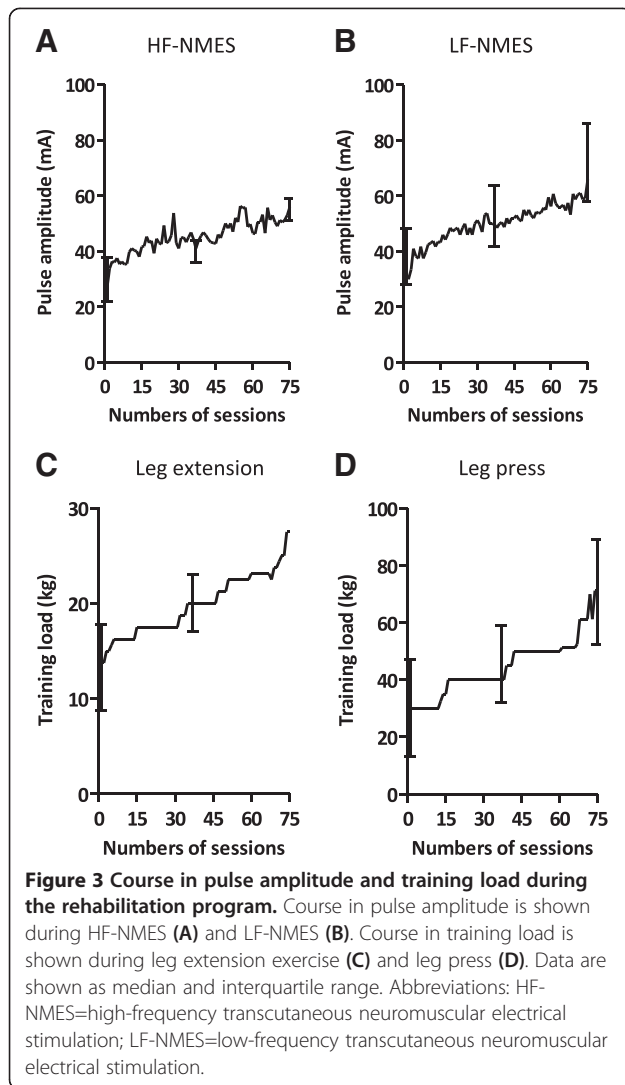 A HF-NMES
B LF-NMES
100
80
60
40
20
0
Pulse amplitude (mA)
0 15 30 45 60 75
Numbers of sessions
100
80
60
40
20
0
Pulse amplitude (mA)
0 15 30 45 60 75
Numbers of sessions
C Leg extension
D Leg press
30
20
10
0
Training load (kg)
0 15 30 45 60 75
Numbers of sessions
100
80
60
40
20
0
Training load (kg)
0 15 30 45 60 75
Numbers of sessions
Figure 3 Course in pulse amplitude and training load during
the rehabilitation program. Course in pulse amplitude is shown
during HF-NMES (A) and LF-NMES (B). Course in training load is
shown during leg extension exercise (C) and leg press (D). Data are
shown as median and interquartile range. Abbreviations: HF-
NMES=high-frequency transcutaneous neuromuscular electrical
stimulation; LF-NMES=low-frequency transcutaneous neuromuscular
electrical stimulation.